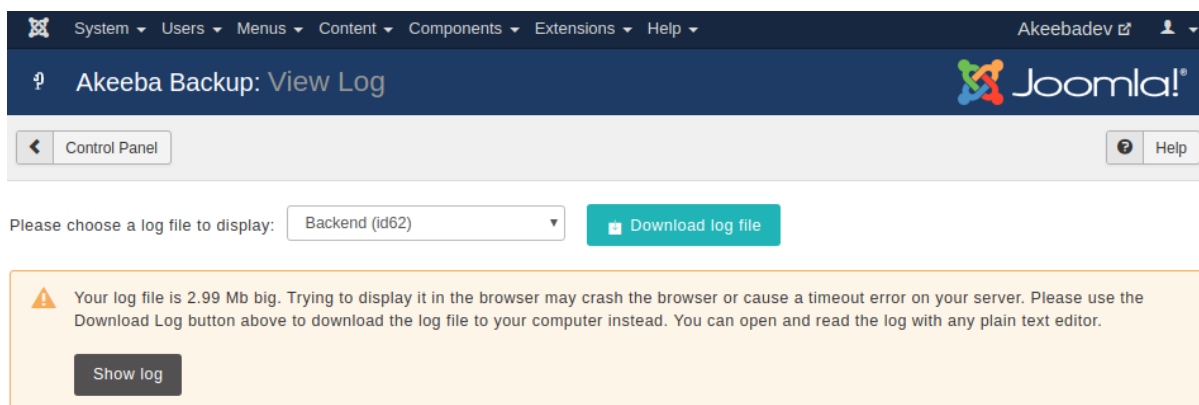 System Users Menus Content Components Extensions Help Akeebadev
Akeeba Backup: View Log Joomla!®
Control Panel Help
Please choose a log file to display: Backend (id62) Download log file
Your log file is 2.99 Mb big. Trying to display it in the browser may crash the browser or cause a timeout error on your server. Please use the
Download Log button above to download the log file to your computer instead. You can open and read the log with any plain text editor.
Show log